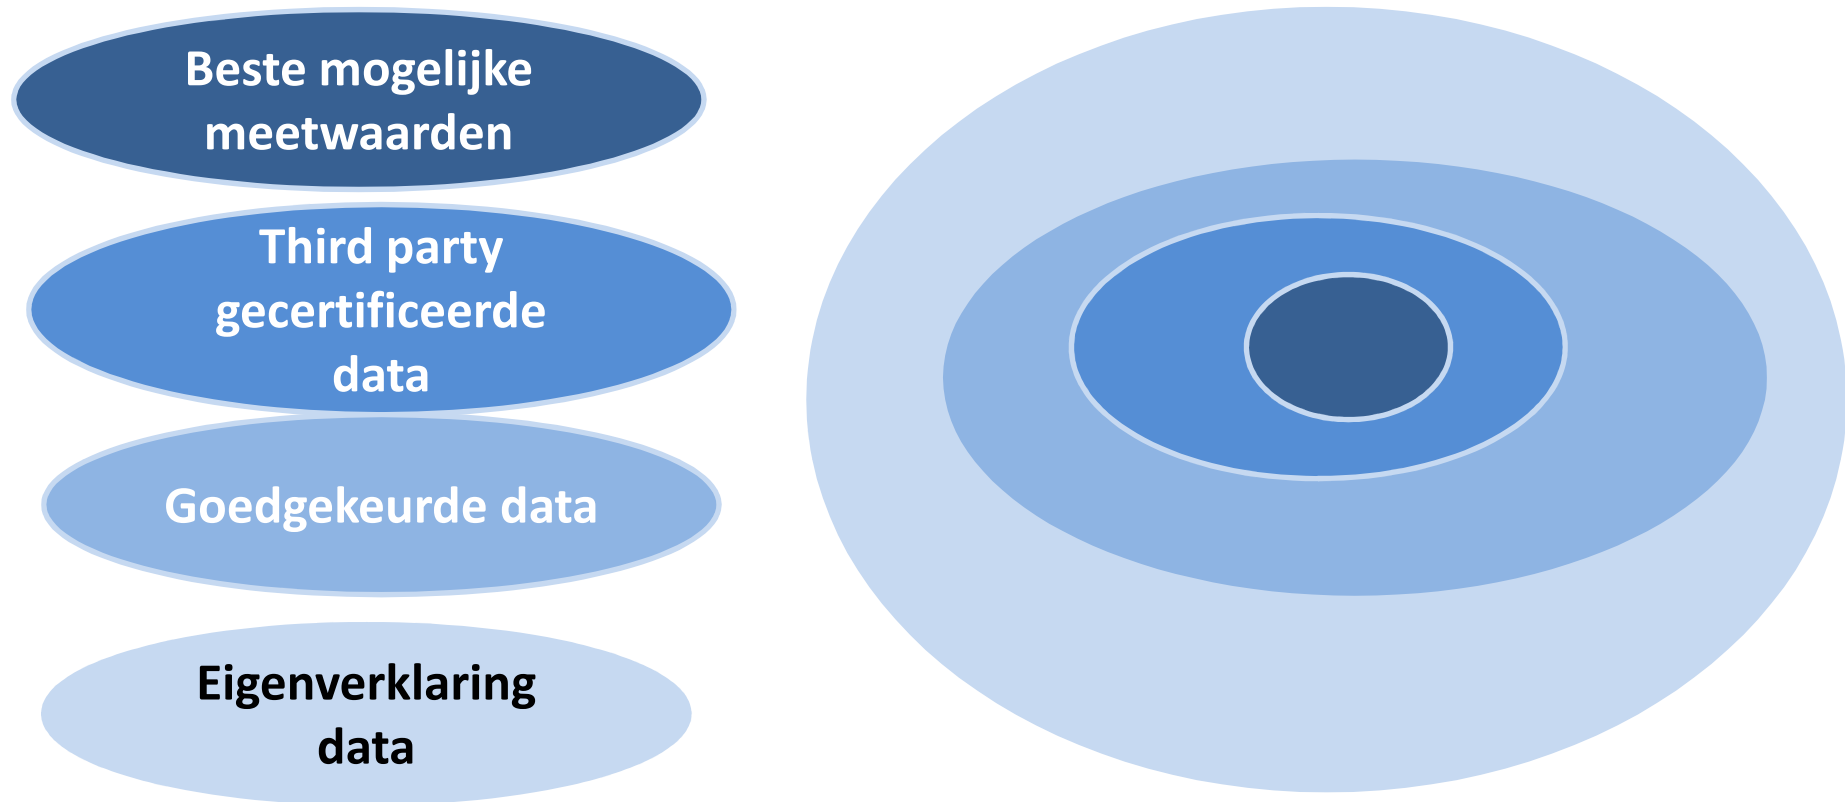 Beste mogelijke
meetwaarden
Third party
gecertificeerde
data
Goedgekeurde data
Eigenverklaring
data